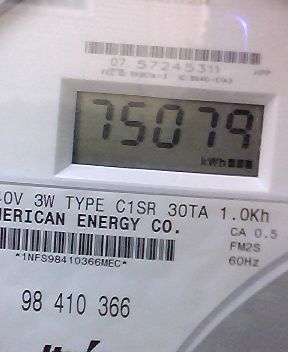 07 57245311
75079
kWh
0V 3W TYPE C1SR 30TA 1.0Kh
MERICAN ENERGY CO.
CA 0.5
FM2S
60Hz
*1NFS98410366MEC*
98 410 366